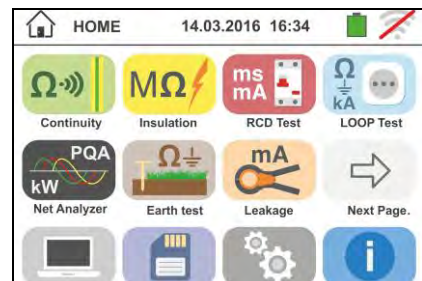 HOME 14.03.2016 16:34
Ω MΩ ms mA Ω kA
Continuity Insulation RCD Test LOOP Test
PQA kW Ω mA
Net Analyzer Earth test Leakage Next Page.
i